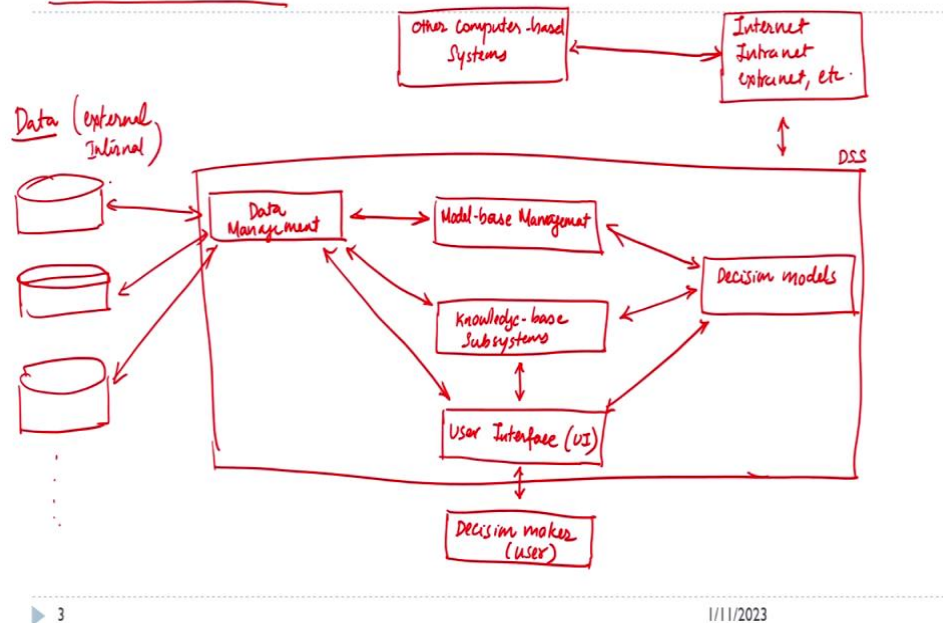 Other Computer-based
Systems
Internet
Intranet
extranet, etc.
Data (external,
Internal)
DSS
Data
Management
Model-base Management
Decision models
Knowledge-base
Subsystems
User Interface (UI)
Decision maker
(user)
3
1/11/2023